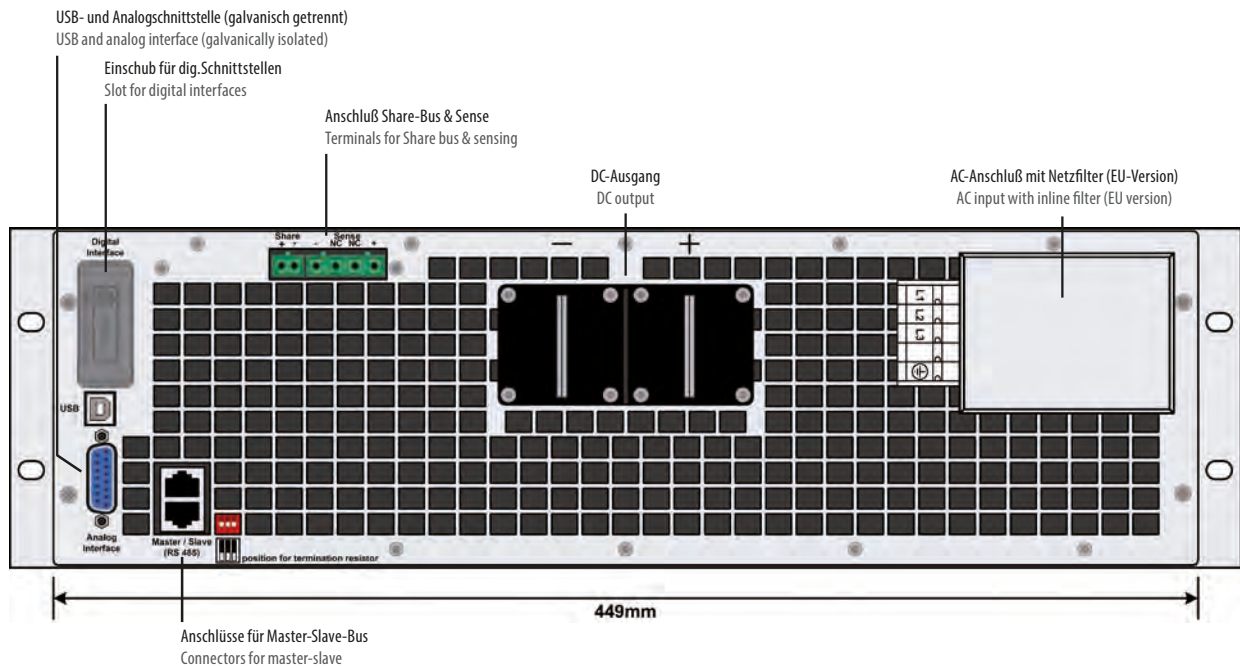 USB- und Analogschnittstelle (galvanisch getrennt)
USB and analog interface (galvanically isolated)
Einschub für dig.Schnittstellen
Slot for digital interfaces
Anschluß Share-Bus & Sense
Terminals for Share bus & sensing
DC-Ausgang
DC output
AC-Anschluß mit Netzfilter (EU-Version)
AC input with inline filter (EU version)
Digital
Interface
Share
Sense
+ - - NC NC +
− +
L1
L2
L3
USB
Analog
Interface
Master / Slave
(RS 485)
position for termination resistor
449mm
Anschlüsse für Master-Slave-Bus
Connectors for master-slave